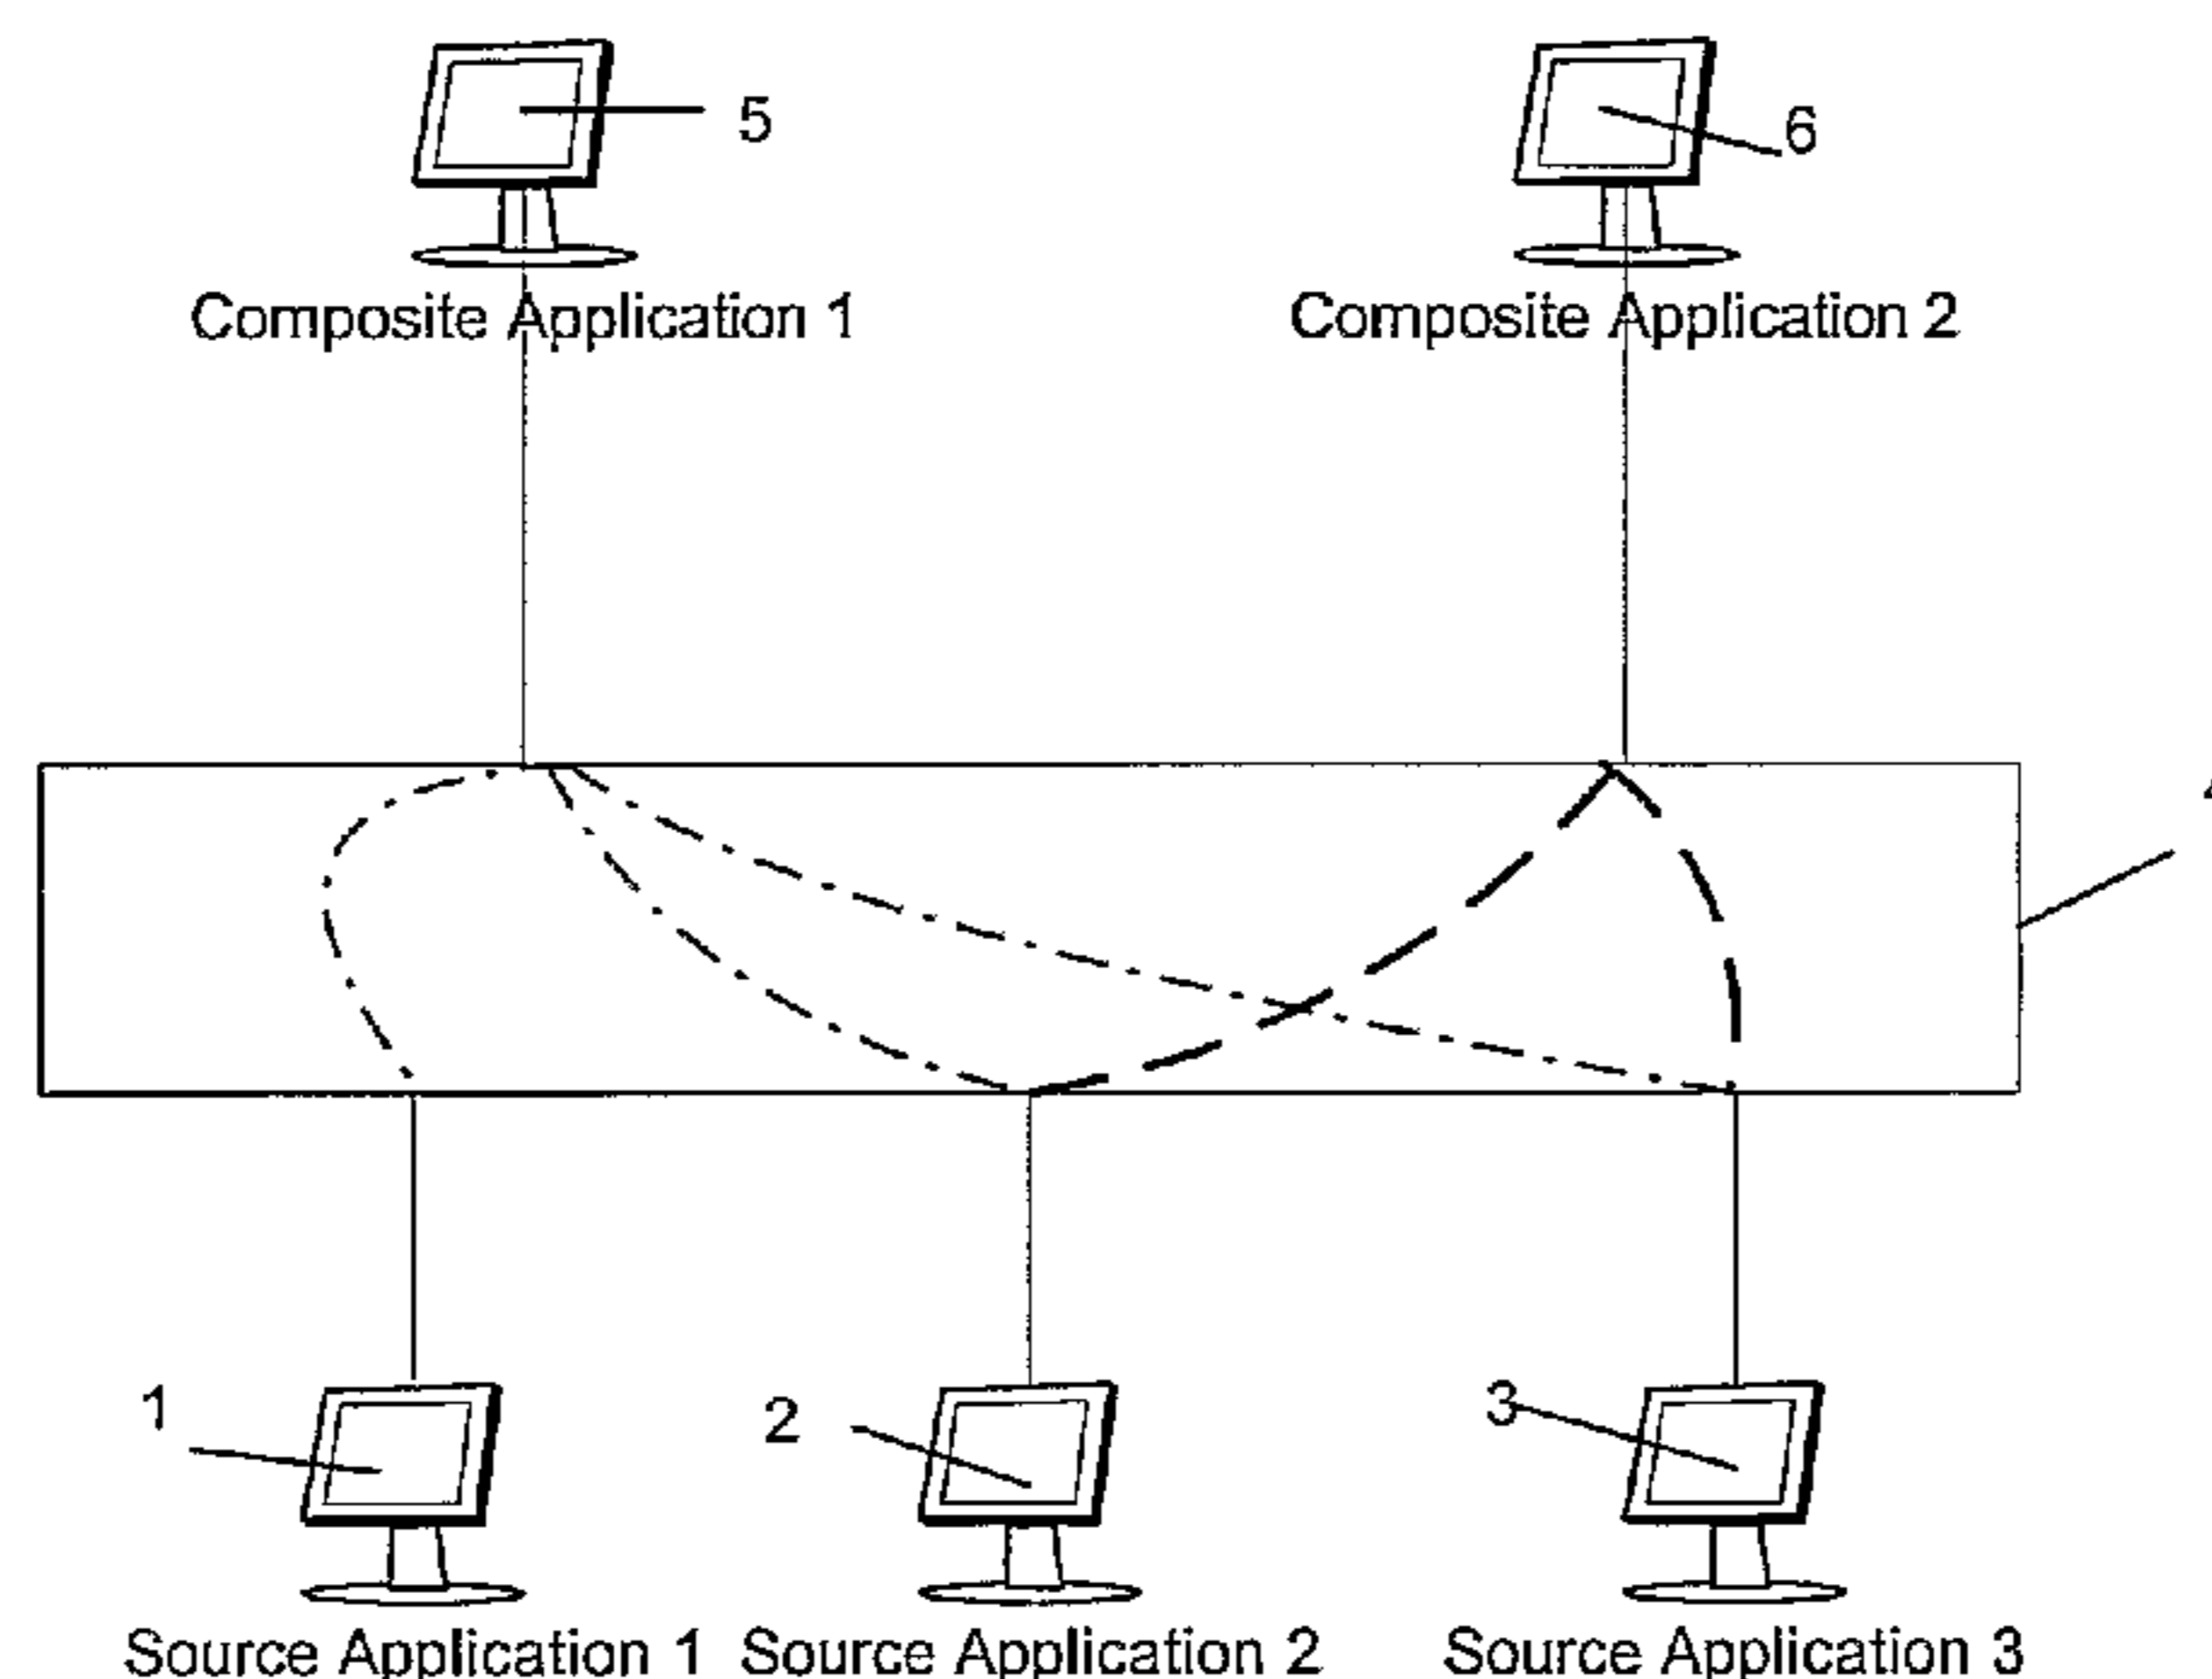 5
6
Composite Application 1
Composite Application 2
1
2
3
Source Application 1
Source Application 2
Source Application 3